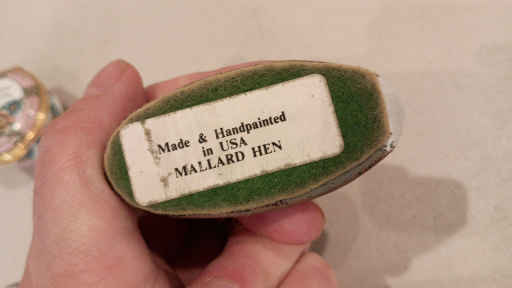 Made & Handpainted
in USA
MALLARD HEN